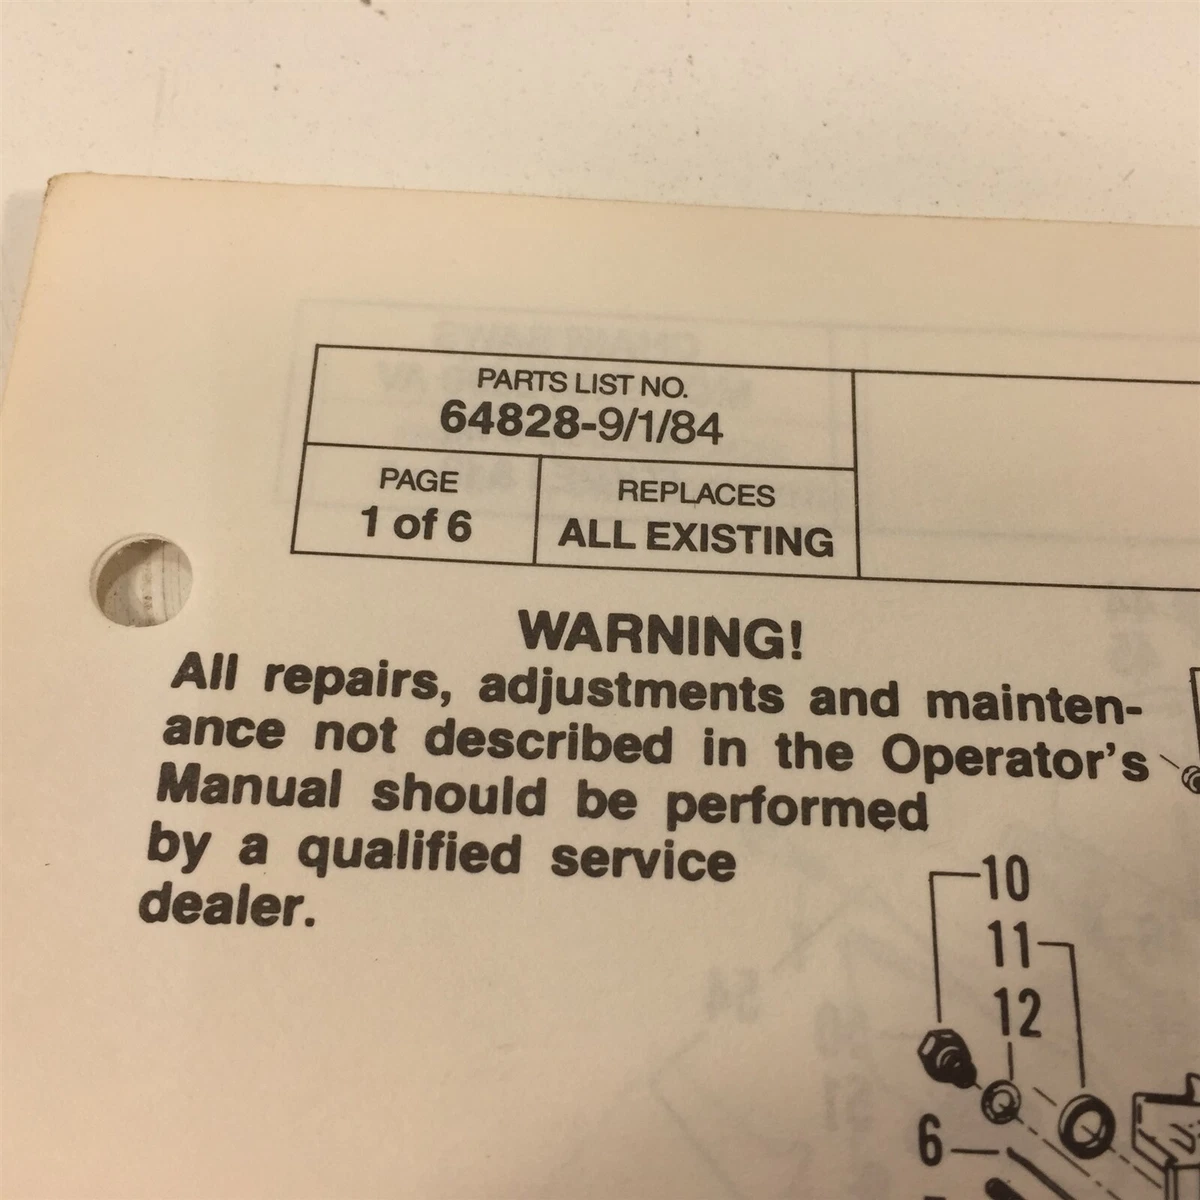 PARTS LIST NO.
64828-9/1/84
PAGE
1 of 6
REPLACES
ALL EXISTING
WARNING!
All repairs, adjustments and mainten-
ance not described in the Operator's
Manual should be performed
by a qualified service
dealer.
10
11
12
6